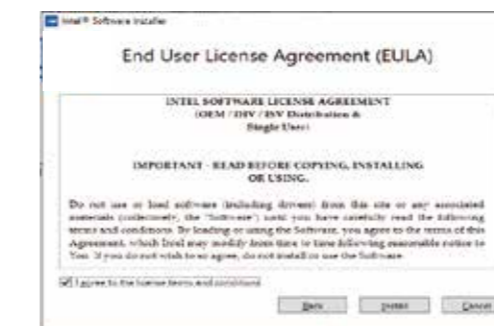 Intel® Software Installer
End User License Agreement (EULA)
INTEL SOFTWARE LICENSE AGREEMENT
(OEM / IHV / ISV Distribution &
Single User)
IMPORTANT - READ BEFORE COPYING, INSTALLING
OR USING.
Do not use or load software (including drivers) from this site or any associated
materials (collectively, the "Software") until you have carefully read the following
terms and conditions. By loading or using the Software, you agree to the terms of this
Agreement, which Intel may modify from time to time following reasonable notice to
You. If you do not wish to so agree, do not install or use the Software.
I agree to the license terms and conditions
Back Install Cancel